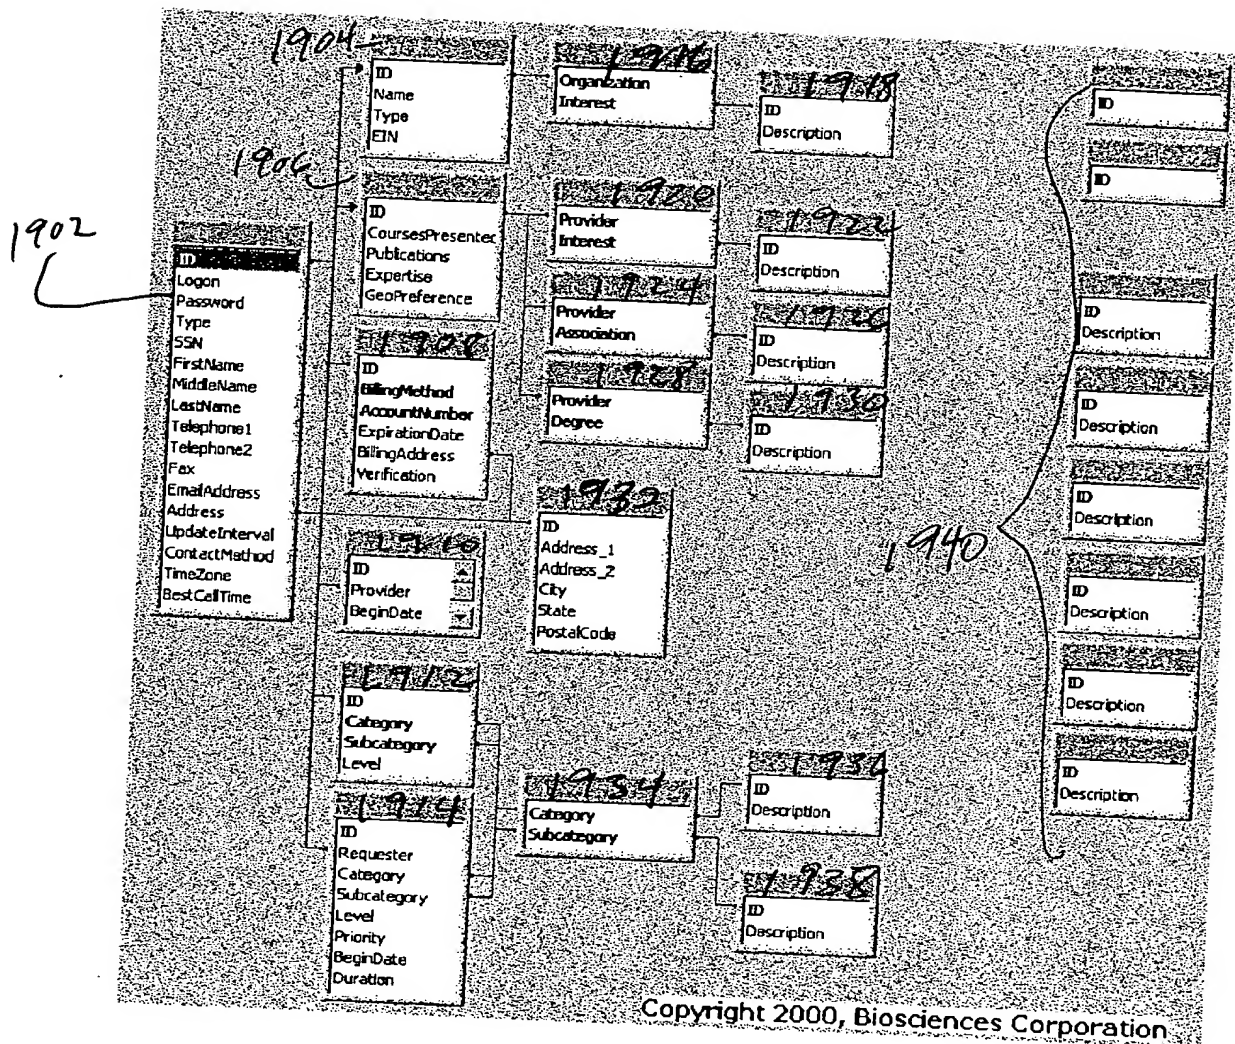 1904
ID
Name
Type
EIN
1916
Organization
Interest
1918
ID
Description
1906
ID
CoursesPresenter
Publications
Expertise
GeoPreference
1920
Provider
Interest
1922
ID
Description
1902
ID
Logon
Password
Type
SSN
FirstName
MiddleName
LastName
Telephone1
Telephone2
Fax
EmailAddress
Address
UpdateInterval
ContactMethod
TimeZone
BestCallTime
1924
Provider
Association
1926
ID
Description
1908
ID
BillingMethod
AccountNumber
ExpirationDate
BillingAddress
Verification
1928
Provider
Degree
1930
ID
Description
1932
ID
Address_1
Address_2
City
State
PostalCode
1910
ID
Provider
BeginDate
1912
ID
Category
Subcategory
Level
1914
ID
Requester
Category
Subcategory
Level
Priority
BeginDate
Duration
1934
Category
Subcategory
ID
Description
1938
ID
Description
1940
ID
ID
ID
Description
ID
Description
ID
Description
ID
Description
ID
Description
ID
Description
Copyright 2000, Biosciences Corporation